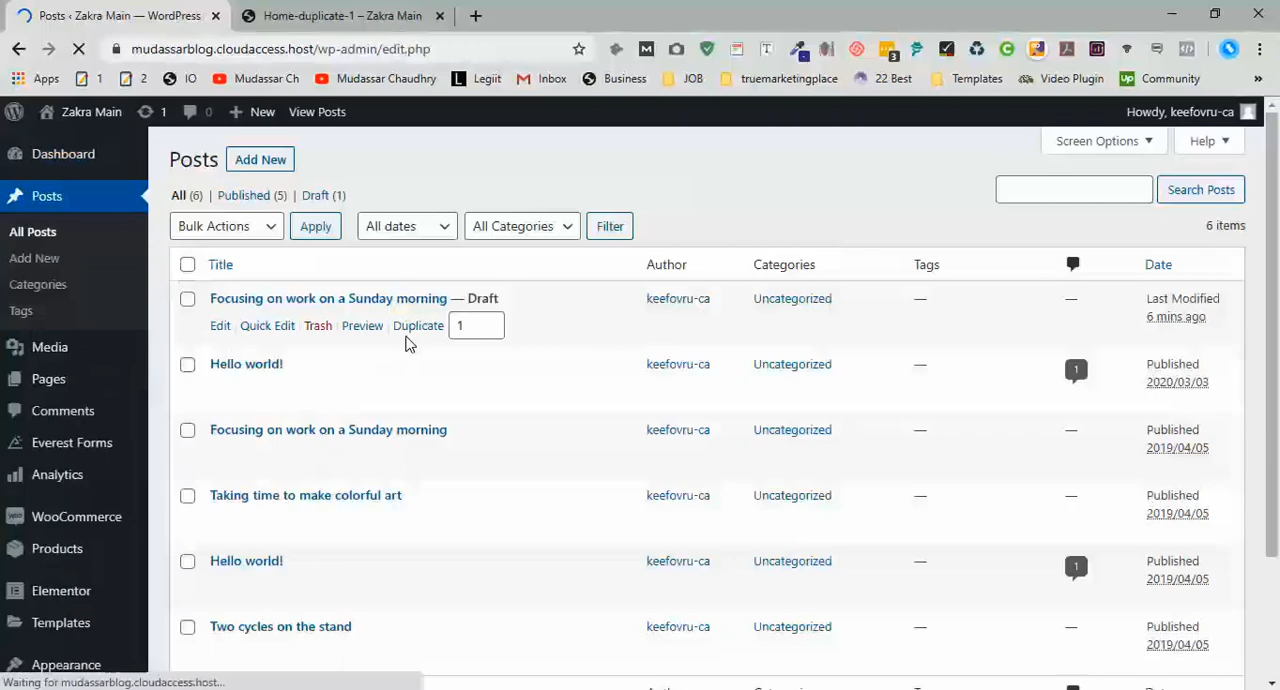 Posts ‹ Zakra Main — WordPress
Home-duplicate-1 – Zakra Main
mudassarblog.cloudaccess.host/wp-admin/edit.php
Apps 1 2 IO Mudassar Ch Mudassar Chaudhry Legiit Inbox Business JOB truemarketingplace 22 Best Templates Video Plugin Community »
Zakra Main 1 0 New View Posts Howdy, keefovru-ca
Dashboard
Posts
All Posts
Add New
Categories
Tags
Media
Pages
Comments
Everest Forms
Analytics
WooCommerce
Products
Elementor
Templates
Appearance
Screen Options Help
Posts Add New
All (6) | Published (5) | Draft (1)
Search Posts
Bulk Actions Apply All dates All Categories Filter 6 items
Title Author Categories Tags Date
Focusing on work on a Sunday morning — Draft keefovru-ca Uncategorized — — Last Modified
6 mins ago
Edit | Quick Edit | Trash | Preview | Duplicate 1
Hello world! keefovru-ca Uncategorized — 1 Published
2020/03/03
Focusing on work on a Sunday morning keefovru-ca Uncategorized — — Published
2019/04/05
Taking time to make colorful art keefovru-ca Uncategorized — — Published
2019/04/05
Hello world! keefovru-ca Uncategorized — 1 Published
2019/04/05
Two cycles on the stand keefovru-ca Uncategorized — — Published
2019/04/05
Waiting for mudassarblog.cloudaccess.host...